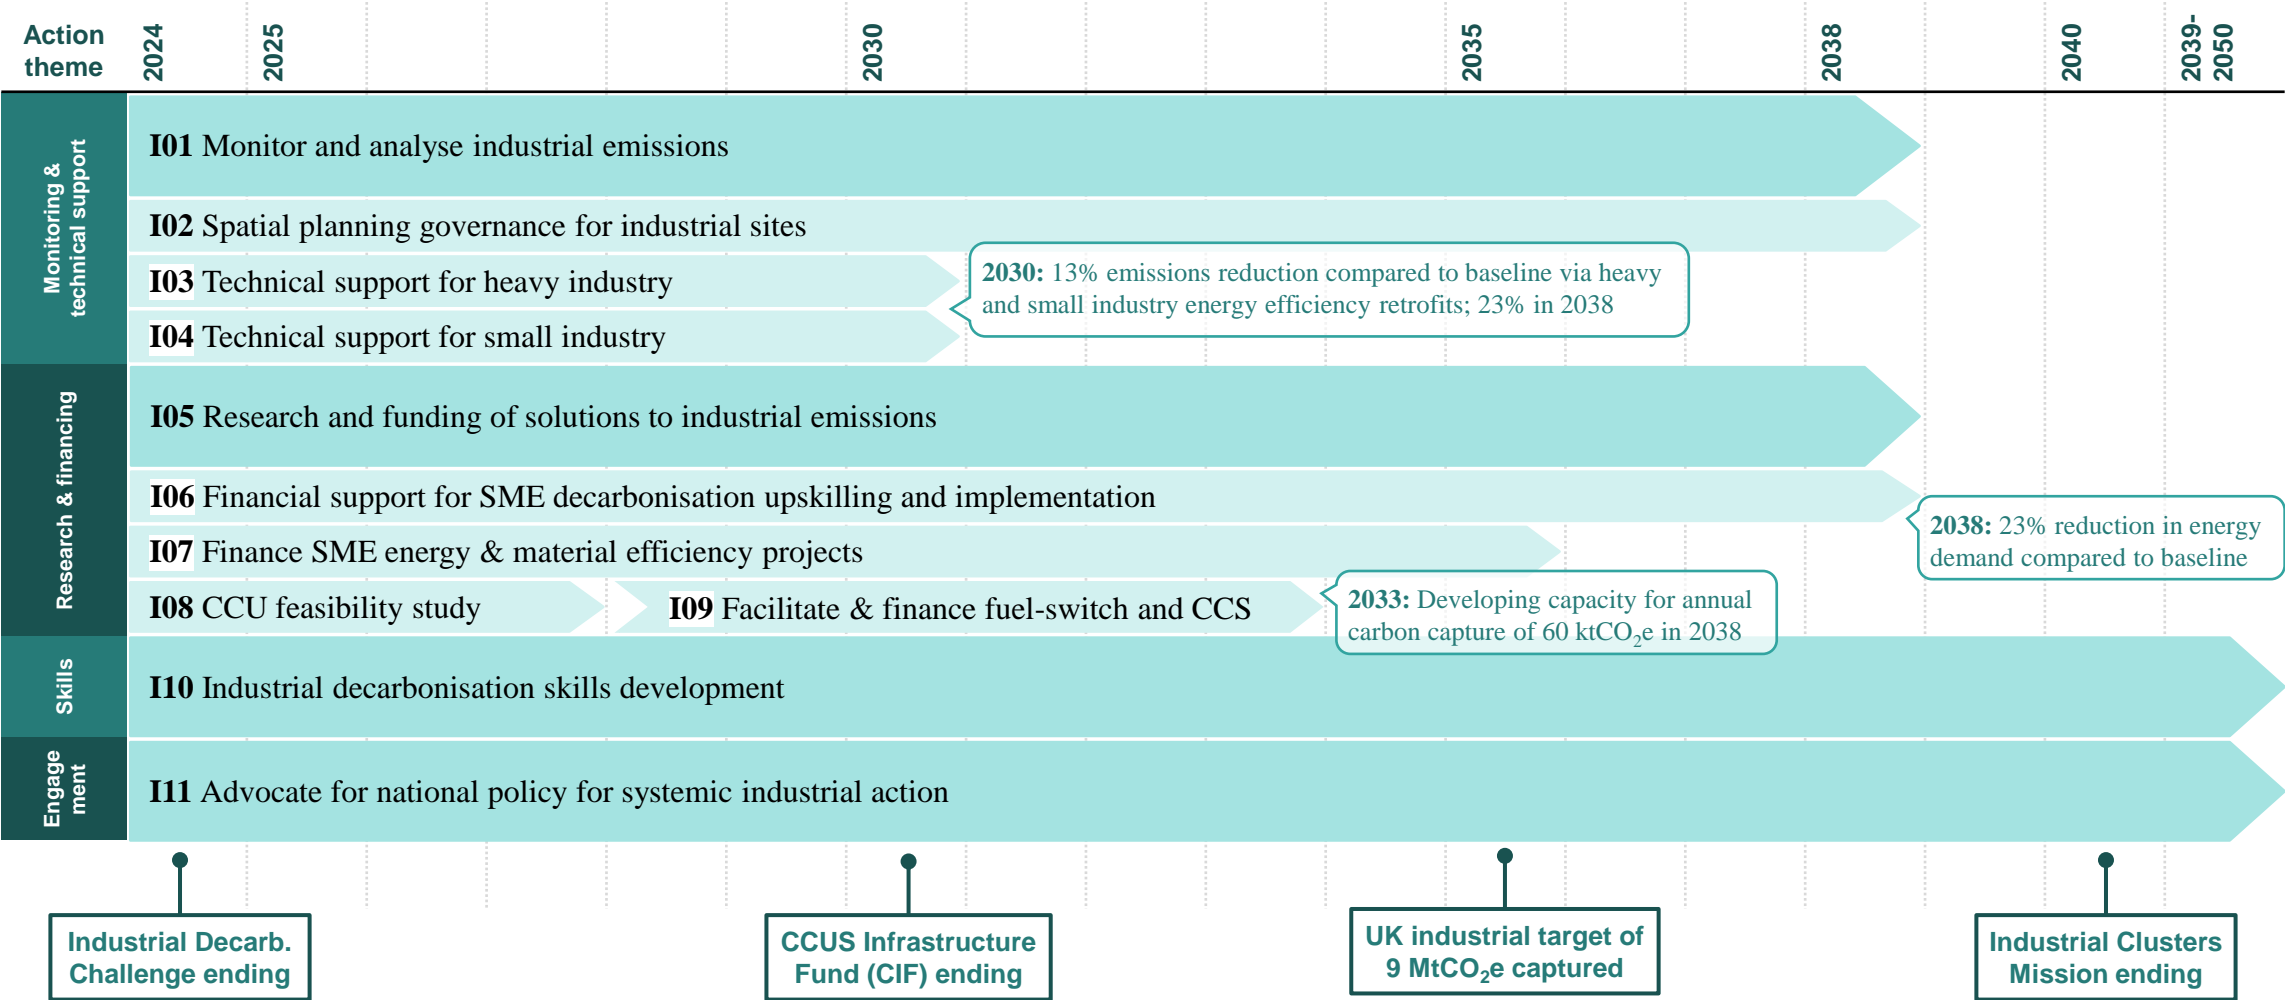 Action
theme
2024
2025
2030
2035
2038
2040
2039-
2050
Monitoring &
technical support
I01 Monitor and analyse industrial emissions
I02 Spatial planning governance for industrial sites
I03 Technical support for heavy industry
I04 Technical support for small industry
2030: 13% emissions reduction compared to baseline via heavy
and small industry energy efficiency retrofits; 23% in 2038
Research & financing
I05 Research and funding of solutions to industrial emissions
I06 Financial support for SME decarbonisation upskilling and implementation
I07 Finance SME energy & material efficiency projects
2038: 23% reduction in energy
demand compared to baseline
I08 CCU feasibility study
I09 Facilitate & finance fuel-switch and CCS
2033: Developing capacity for annual
carbon capture of 60 ktCO₂e in 2038
Skills
I10 Industrial decarbonisation skills development
Engage
ment
I11 Advocate for national policy for systemic industrial action
Industrial Decarb.
Challenge ending
CCUS Infrastructure
Fund (CIF) ending
UK industrial target of
9 MtCO₂e captured
Industrial Clusters
Mission ending